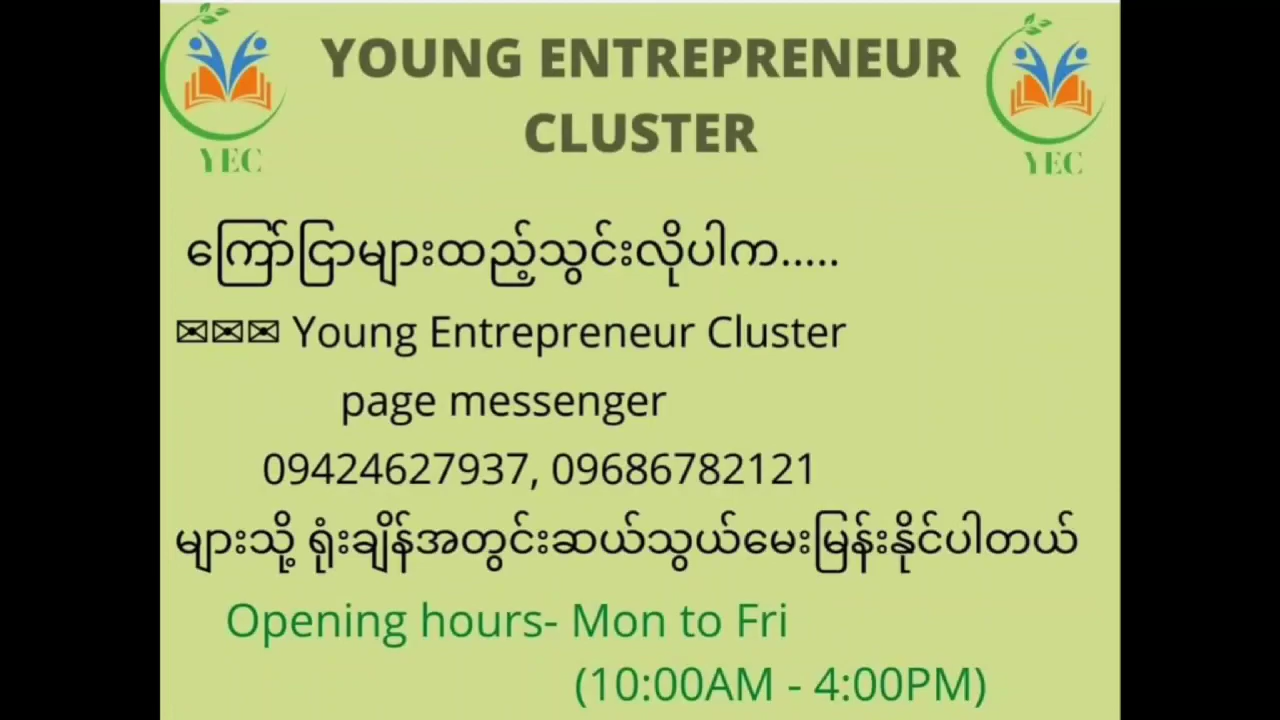 YOUNG ENTREPRENEUR
CLUSTER
YEC
YEC
ကြော်ငြာများထည့်သွင်းလိုပါက.....
✉✉✉ Young Entrepreneur Cluster
page messenger
09424627937, 09686782121
များသို့ ရုံးချိန်အတွင်းဆယ်သွယ်မေးမြန်းနိုင်ပါတယ်
Opening hours- Mon to Fri
(10:00AM - 4:00PM)